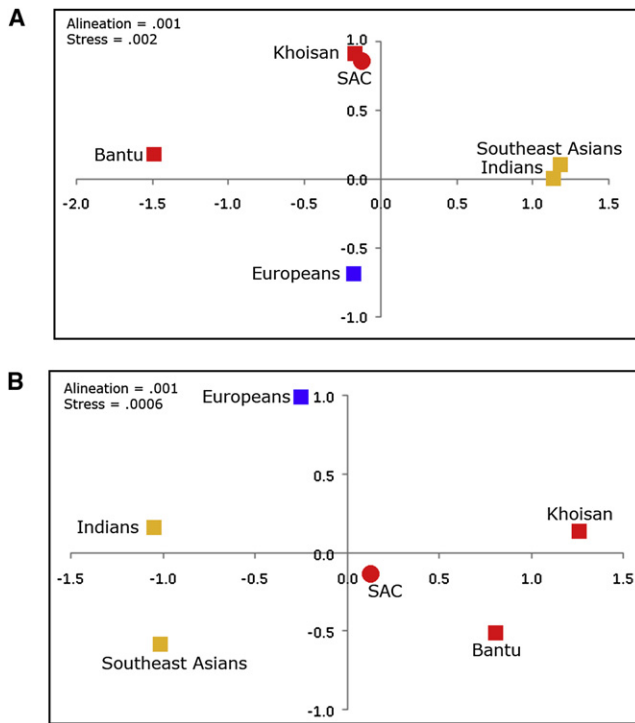 A
Alineation = .001
Stress = .002
1.0
Khoisan
SAC
0.5
Bantu
Southeast Asians
Indians
0.0
-2.0 -1.5 -1.0 -0.5 0.0 0.5 1.0 1.5
-0.5
Europeans
-1.0
B
Alineation = .001
Stress = .0006
Europeans
1.0
0.5
Khoisan
Indians
0.0
-1.5 -1.0 -0.5 0.0 0.5 1.0 1.5
SAC
-0.5
Bantu
Southeast Asians
-1.0